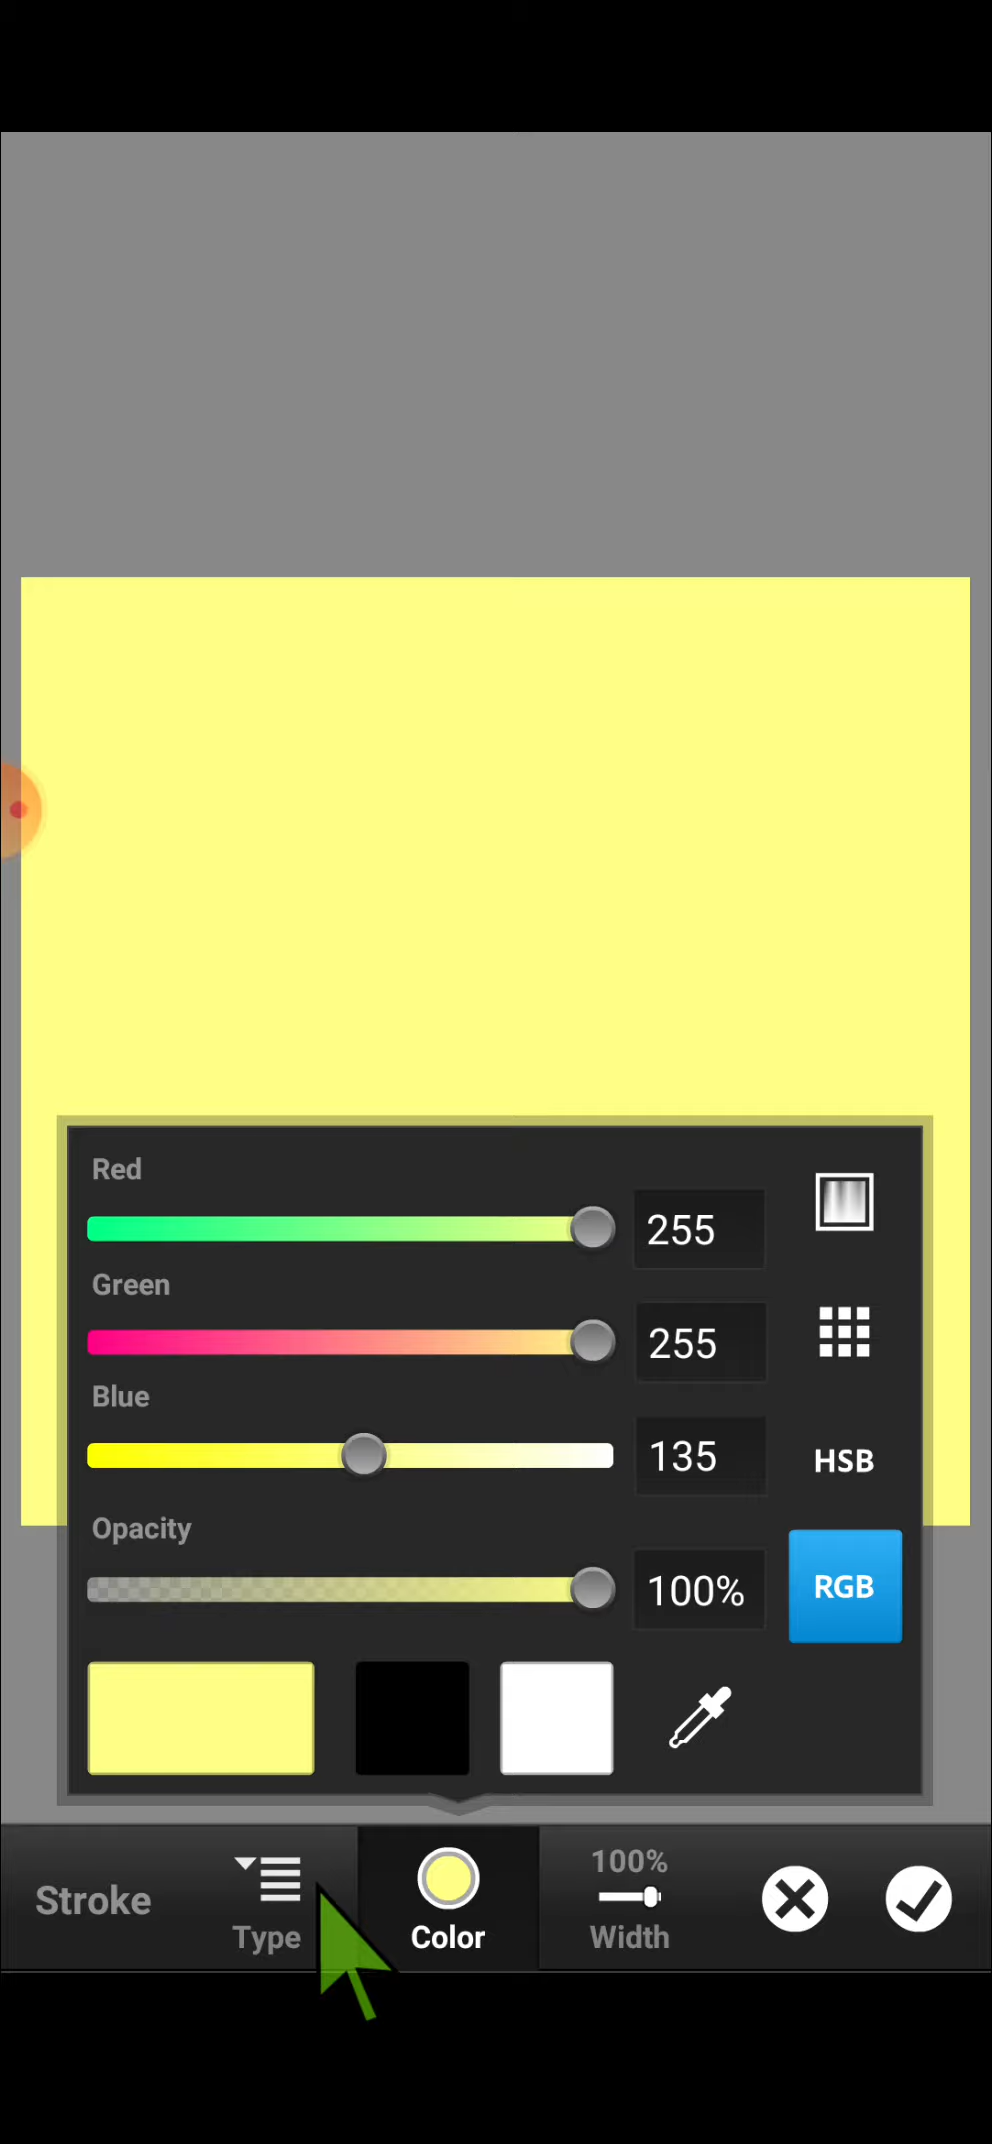 Red
255
Green
255
Blue
135
HSB
Opacity
100%
RGB
100%
Stroke
Type
Color
Width